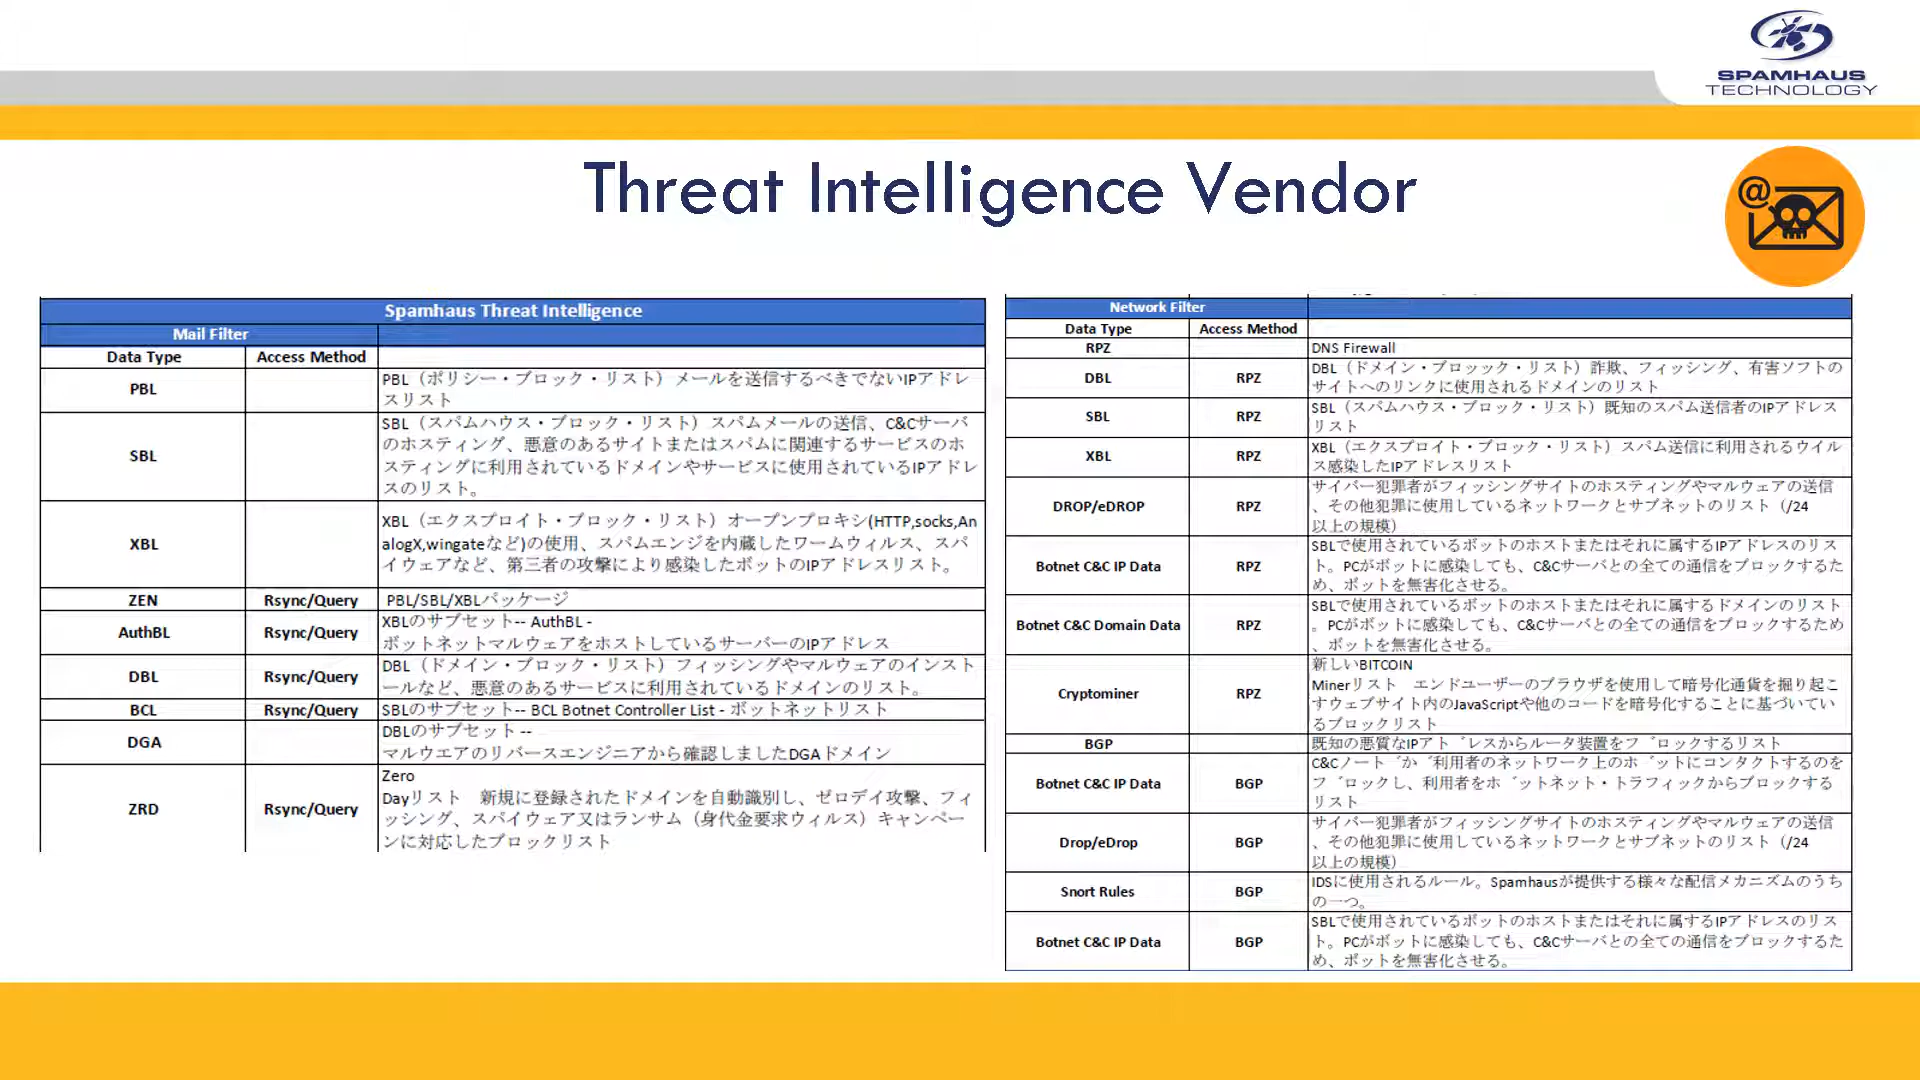 SPAMHAUS
TECHNOLOGY
Threat Intelligence Vendor
@
Spamhaus Threat Intelligence
Mail Filter
Data Type Access Method
PBL PBL（ポリシー・ブロック・リスト）メールを送信するべきでないIPアドレ
スリスト
SBL SBL（スパムハウス・ブロック・リスト）スパムメールの送信、C&Cサーバ
のホスティング、悪意のあるサイトまたはスパムに関連するサービスのホ
スティングに利用されているドメインやサービスに使用されているIPアドレ
スのリスト。
XBL XBL（エクスプロイト・ブロック・リスト）オープンプロキシ(HTTP,socks,An
alogX,wingateなど)の使用、スパムエンジを内蔵したワームウィルス、スパ
イウェアなど、第三者の攻撃により感染したボットのIPアドレスリスト。
ZEN Rsync/Query PBL/SBL/XBLパッケージ
AuthBL Rsync/Query XBLのサブセット-- AuthBL -
ボットネットマルウェアをホストしているサーバーのIPアドレス
DBL Rsync/Query DBL（ドメイン・ブロック・リスト）フィッシングやマルウェアのインスト
ールなど、悪意のあるサービスに利用されているドメインのリスト。
BCL Rsync/Query SBLのサブセット-- BCL Botnet Controller List - ボットネットリスト
DGA DBLのサブセット --
マルウエアのリバースエンジニアから確認しましたDGAドメイン
ZRD Rsync/Query Zero
Dayリスト　新規に登録されたドメインを自動識別し、ゼロデイ攻撃、フィ
ッシング、スパイウェア又はランサム（身代金要求ウィルス）キャンペー
ンに対応したブロックリスト
Network Filter
Data Type Access Method
RPZ DNS Firewall
DBL RPZ DBL（ドメイン・ブロッック・リスト）詐欺、フィッシング、有害ソフトの
サイトへのリンクに使用されるドメインのリスト
SBL RPZ SBL（スパムハウス・ブロック・リスト）既知のスパム送信者のIPアドレス
リスト
XBL RPZ XBL（エクスプロイト・ブロック・リスト）スパム送信に利用されるウイル
ス感染したIPアドレスリスト
DROP/eDROP RPZ サイバー犯罪者がフィッシングサイトのホスティングやマルウェアの送信
、その他犯罪に使用しているネットワークとサブネットのリスト（/24
以上の規模）
Botnet C&C IP Data RPZ SBLで使用されているボットのホストまたはそれに属するIPアドレスのリス
ト。PCがボットに感染しても、C&Cサーバとの全ての通信をブロックするた
め、ボットを無害化させる。
Botnet C&C Domain Data RPZ SBLで使用されているボットのホストまたはそれに属するドメインのリスト
。PCがボットに感染しても、C&Cサーバとの全ての通信をブロックするため
、ボットを無害化させる。
Cryptominer RPZ 新しいBITCOIN
Minerリスト　エンドユーザーのブラウザを使用して暗号化通貨を掘り起こ
すウェブサイト内のJavaScriptや他のコードを暗号化することに基づいてい
るブロックリスト
BGP 既知の悪質なIPアト゛レスからルータ装置をフ゛ロックするリスト
Botnet C&C IP Data BGP C&Cノート゛か゛利用者のネットワーク上のホ゛ットにコンタクトするのを
フ゛ロックし、利用者をホ゛ットネット・トラフィックからブロックする
リスト
Drop/eDrop BGP サイバー犯罪者がフィッシングサイトのホスティングやマルウェアの送信
、その他犯罪に使用しているネットワークとサブネットのリスト（/24
以上の規模）
Snort Rules BGP IDSに使用されるルール。Spamhausが提供する様々な配信メカニズムのうち
の一つ。
Botnet C&C IP Data BGP SBLで使用されているボットのホストまたはそれに属するIPアドレスのリス
ト。PCがボットに感染しても、C&Cサーバとの全ての通信をブロックするた
め、ボットを無害化させる。